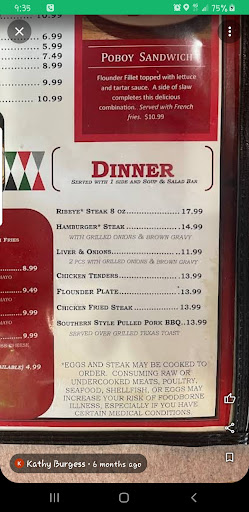 9:35
75%
6.99
5.99
7.49
8.99
9.99
10.99
POBOY SANDWICH
Flounder Fillet topped with lettuce
and tartar sauce. A side of slaw
completes this delicious
combination. Served with French
fries. $10.99
DINNER
SERVED WITH 1 SIDE AND SOUP & SALAD BAR
RIBEYE* STEAK 8 OZ..............17.99
HAMBURGER* STEAK..............14.99
WITH GRILLED ONIONS & BROWN GRAVY
LIVER & ONIONS....................11.99
2 PCS WITH GRILLED ONIONS & BROWN GRAVY
CHICKEN TENDERS.................13.99
FLOUNDER PLATE...................13.99
CHICKEN FRIED STEAK............13.99
SOUTHERN STYLE PULLED PORK BBQ..13.99
SERVED OVER GRILLED TEXAS TOAST
FRIES
8.99
MAYO
9.49
MAYO
8.99
CHEESE,
AILABLE) 4.99
*EGGS AND STEAK MAY BE COOKED TO
ORDER. CONSUMING RAW OR
UNDERCOOKED MEATS, POULTRY,
SEAFOOD, SHELLFISH, OR EGGS MAY
INCREASE YOUR RISK OF FOODBORNE
ILLNESS, ESPECIALLY IF YOU HAVE
CERTAIN MEDICAL CONDITIONS.
K Kathy Burgess • 6 months ago